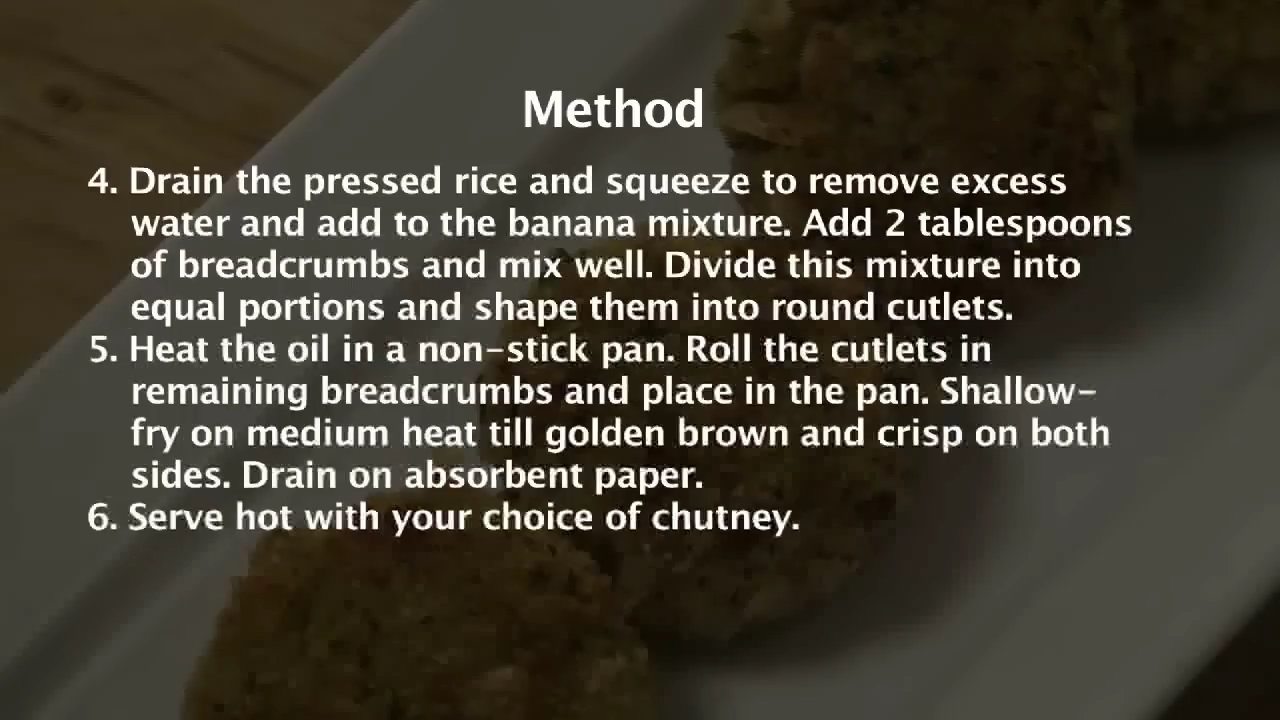 Method
4. Drain the pressed rice and squeeze to remove excess
water and add to the banana mixture. Add 2 tablespoons
of breadcrumbs and mix well. Divide this mixture into
equal portions and shape them into round cutlets.
5. Heat the oil in a non-stick pan. Roll the cutlets in
remaining breadcrumbs and place in the pan. Shallow-
fry on medium heat till golden brown and crisp on both
sides. Drain on absorbent paper.
6. Serve hot with your choice of chutney.